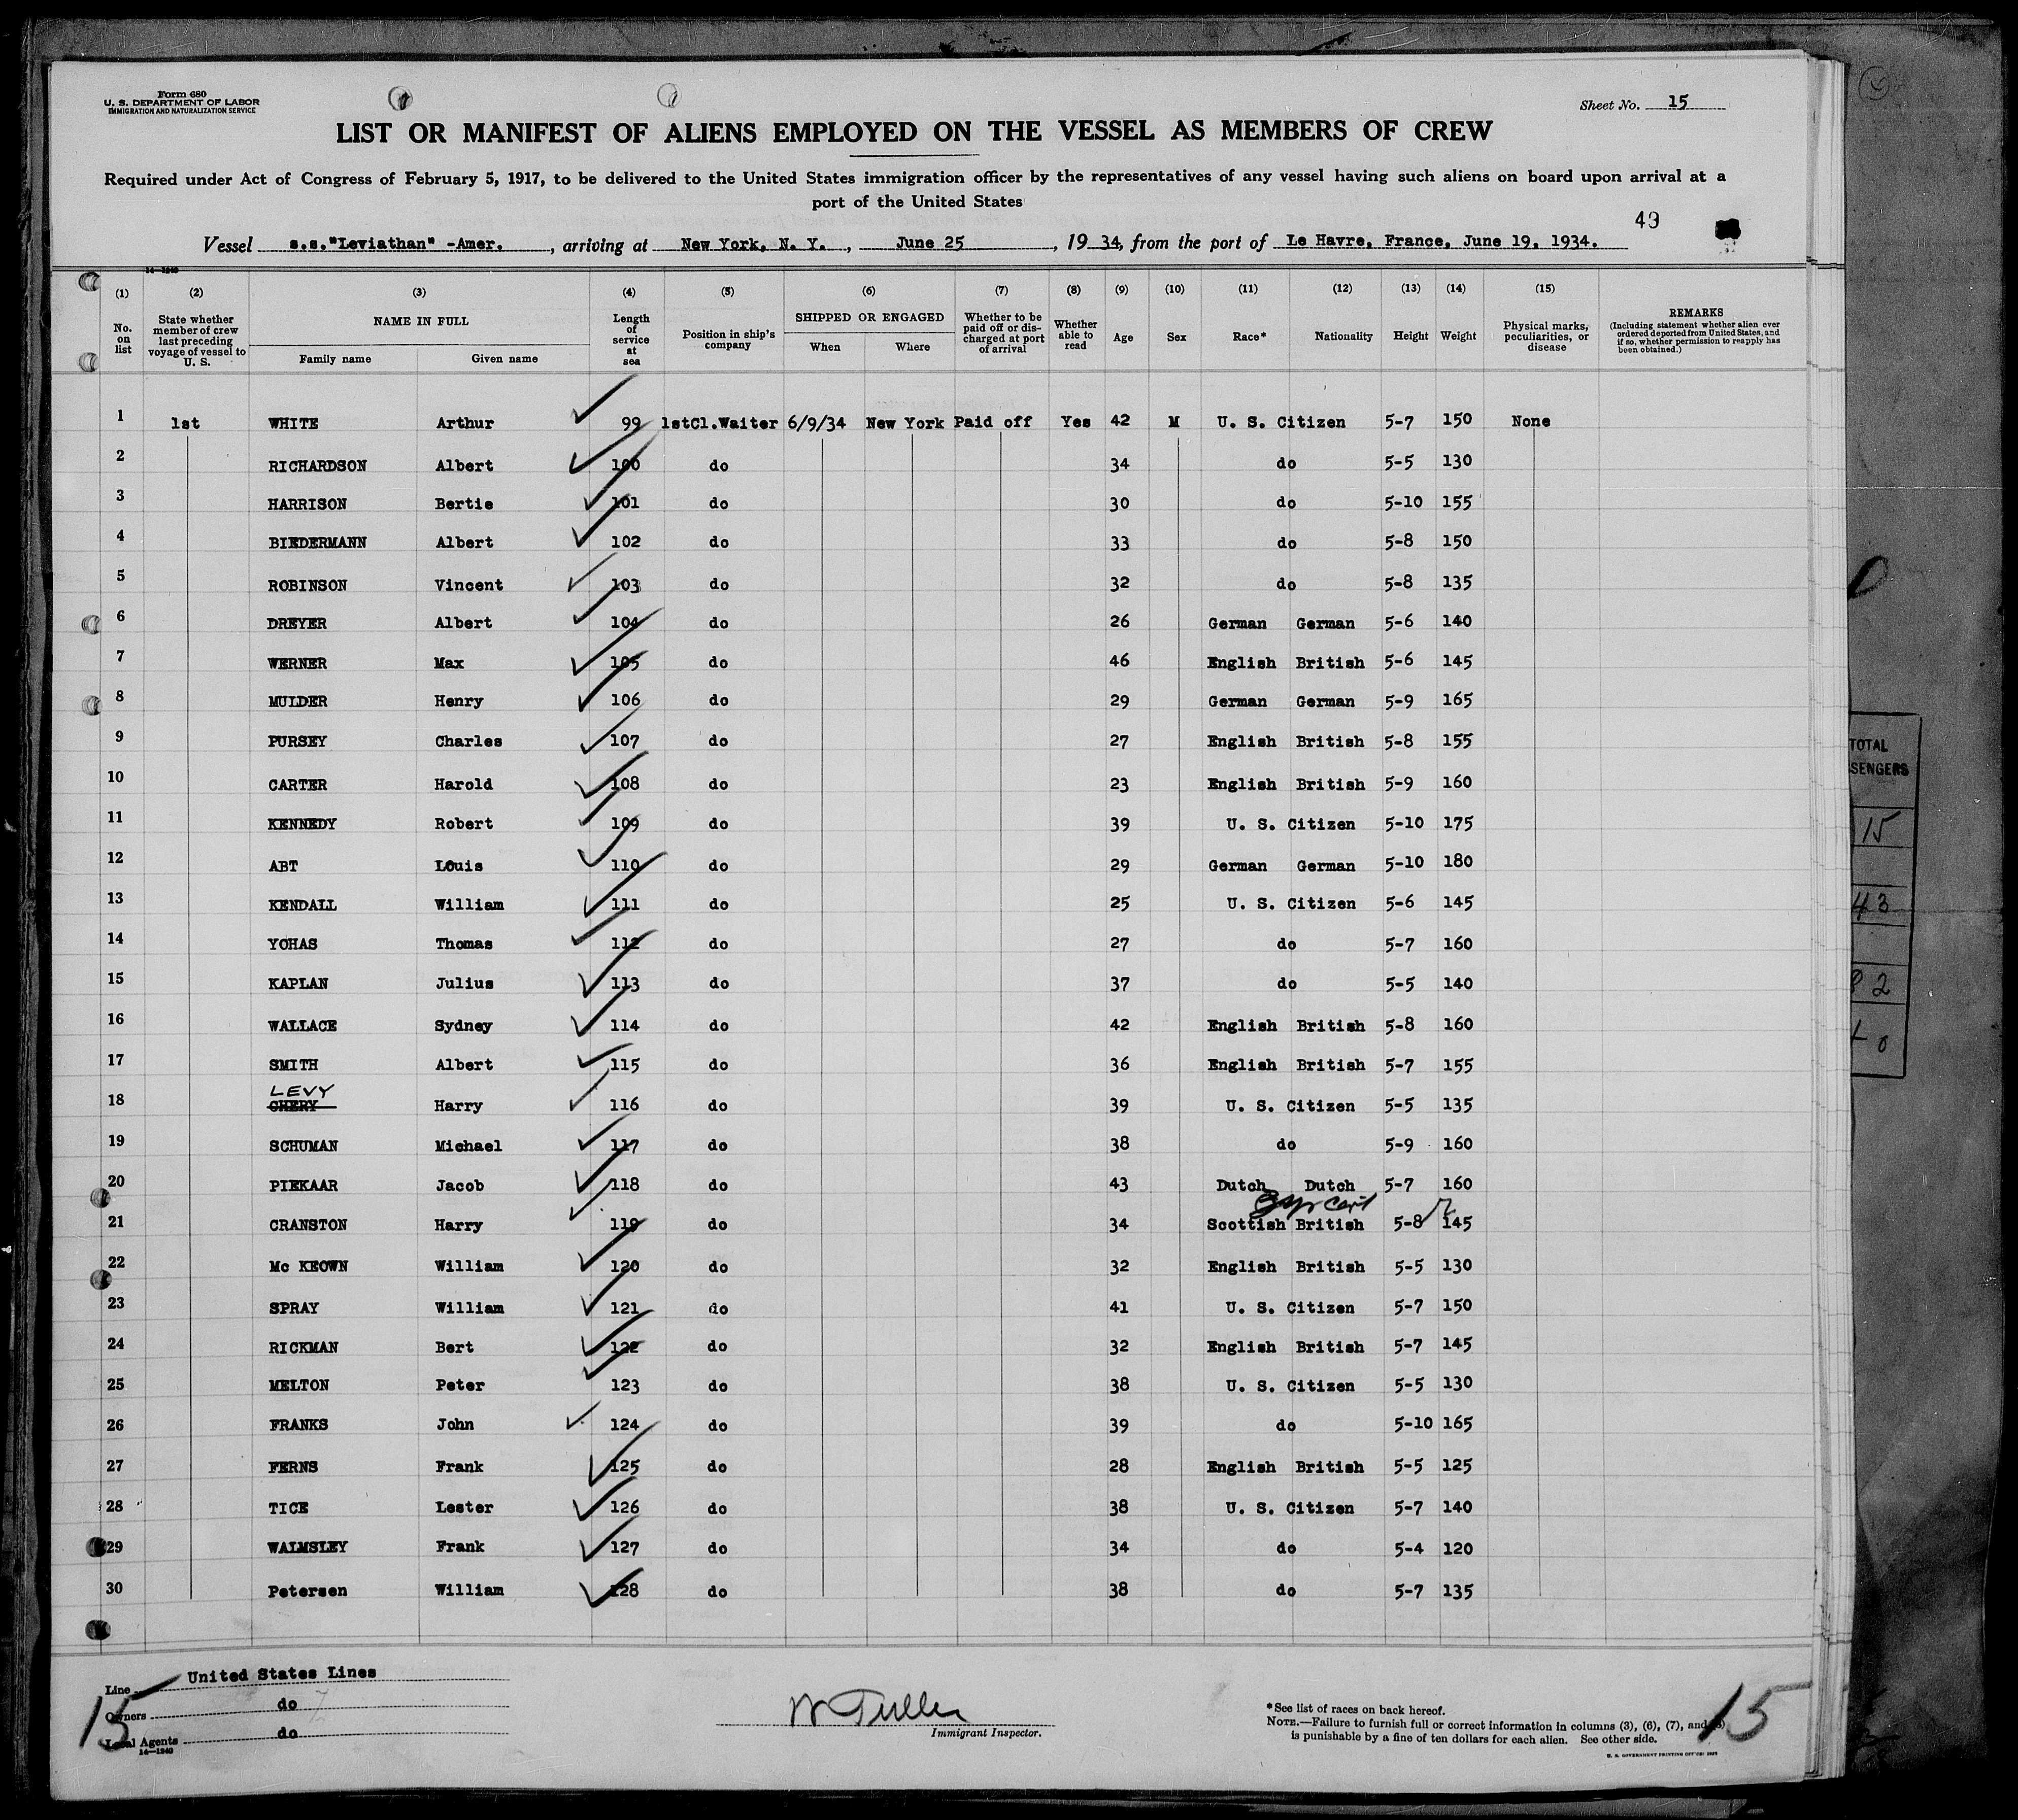 Form 680
U. S. DEPARTMENT OF LABOR
IMMIGRATION AND NATURALIZATION SERVICE
Sheet No. 15
LIST OR MANIFEST OF ALIENS EMPLOYED ON THE VESSEL AS MEMBERS OF CREW
Required under Act of Congress of February 5, 1917, to be delivered to the United States immigration officer by the representatives of any vessel having such aliens on board upon arrival at a
port of the United States
49
Vessel s.s."Leviathan" -Amer., arriving at New York, N. Y., June 25, 1934, from the port of Le Havre, France, June 19, 1934.
14—1240
(1) (2) (3) (4) (5) (6) (7) (8) (9) (10) (11) (12) (13) (14) (15)
No. on list State whether member of crew last preceding voyage of vessel to U. S. NAME IN FULL Family name Given name Length of service at sea Position in ship's company SHIPPED OR ENGAGED When Where Whether to be paid off or discharged at port of arrival Whether able to read Age Sex Race* Nationality Height Weight Physical marks, peculiarities, or disease REMARKS (Including statement whether alien ever ordered deported from United States, and if so, whether permission to reapply has been obtained.)
1 1st WHITE Arthur 99 1stCl.Waiter 6/9/34 New York Paid off Yes 42 M U. S. Citizen 5-7 150 None
2 RICHARDSON Albert 100 do 34 do 5-5 130
3 HARRISON Bertie 101 do 30 do 5-10 155
4 BIEDERMANN Albert 102 do 33 do 5-8 150
5 ROBINSON Vincent 103 do 32 do 5-8 135
6 DREYER Albert 104 do 26 German German 5-6 140
7 WERNER Max 105 do 46 English British 5-6 145
8 MULDER Henry 106 do 29 German German 5-9 165
9 PURSEY Charles 107 do 27 English British 5-8 155
10 CARTER Harold 108 do 23 English British 5-9 160
11 KENNEDY Robert 109 do 39 U. S. Citizen 5-10 175
12 ABT LOuis 110 do 29 German German 5-10 180
13 KENDALL William 111 do 25 U. S. Citizen 5-6 145
14 YOHAS Thomas 112 do 27 do 5-7 160
15 KAPLAN Julius 113 do 37 do 5-5 140
16 WALLACE Sydney 114 do 42 English British 5-8 160
17 SMITH Albert 115 do 36 English British 5-7 155
LEVY
18 CHERY Harry 116 do 39 U. S. Citizen 5-5 135
19 SCHUMAN Michael 117 do 38 do 5-9 160
20 PIEKAAR Jacob 118 do 43 Dutch Dutch 5-7 160
21 CRANSTON Harry 119 do 34 Scottish British 5-8 145
22 Mc KEOWN William 120 do 32 English British 5-5 130
23 SPRAY William 121 do 41 U. S. Citizen 5-7 150
24 RICKMAN Bert 122 do 32 English British 5-7 145
25 MELTON Peter 123 do 38 U. S. Citizen 5-5 130
26 FRANKS John 124 do 39 do 5-10 165
27 FERNS Frank 125 do 28 English British 5-5 125
28 TICE Lester 126 do 38 U. S. Citizen 5-7 140
29 WALMSLEY Frank 127 do 34 do 5-4 120
30 Petersen William 128 do 38 do 5-7 135
Line United States Lines
Owners do
Local Agents do
14—1240
15
W Tuller
Immigrant Inspector.
*See list of races on back hereof.
NOTE.—Failure to furnish full or correct information in columns (3), (6), (7), and
is punishable by a fine of ten dollars for each alien. See other side.
U. S. GOVERNMENT PRINTING OFFICE:
15
TOTAL
SENGERS
15
43
2
0